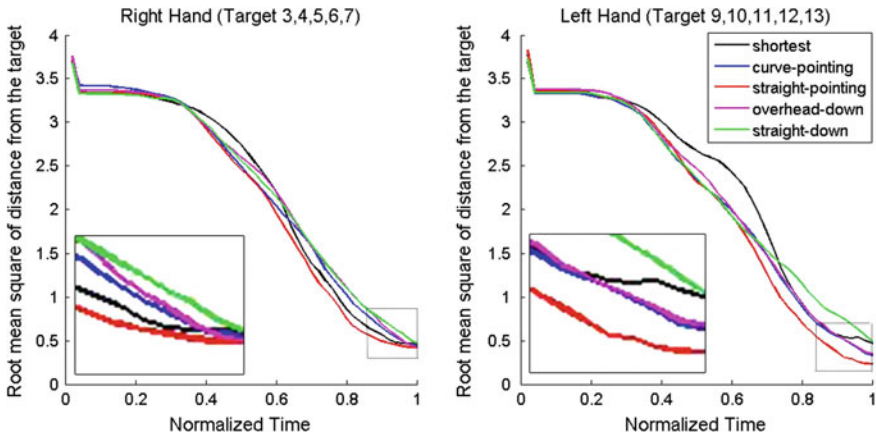 Right Hand (Target 3,4,5,6,7)
Root mean square of distance from the target
4
3.5
3
2.5
2
1.5
1
0.5
0
0 0.2 0.4 0.6 0.8 1
Normalized Time
Left Hand (Target 9,10,11,12,13)
Root mean square of distance from the target
4
3.5
3
2.5
2
1.5
1
0.5
0
0 0.2 0.4 0.6 0.8 1
Normalized Time
shortest
curve-pointing
straight-pointing
overhead-down
straight-down